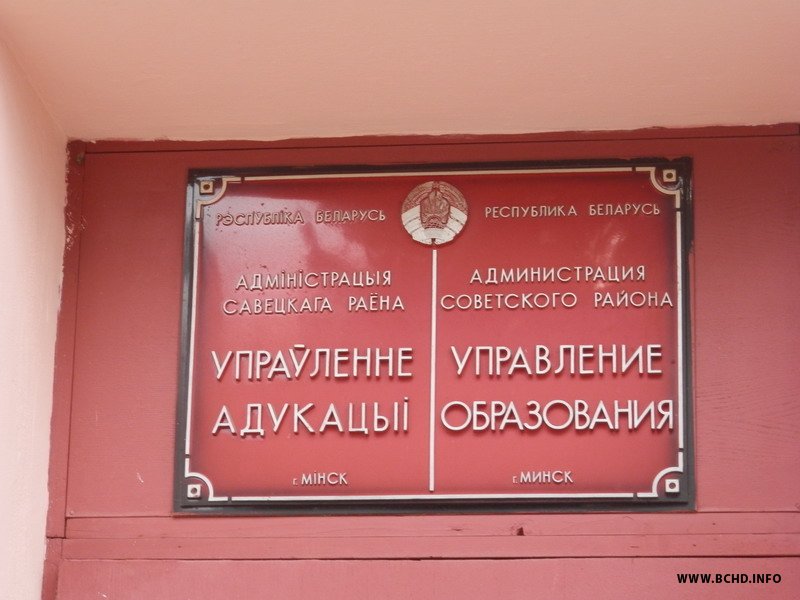 РЭСПУБЛІКА БЕЛАРУСЬ
АДМІНІСТРАЦЫЯ
САВЕЦКАГА РАЁНА
УПРАЎЛЕННЕ
АДУКАЦЫІ
г. МІНСК
РЕСПУБЛИКА БЕЛАРУСЬ
АДМИНИСТРАЦИЯ
СОВЕТСКОГО РАЙОНА
УПРАВЛЕНИЕ
ОБРАЗОВАНИЯ
г. МИНСК
WWW.BCHD.INFO